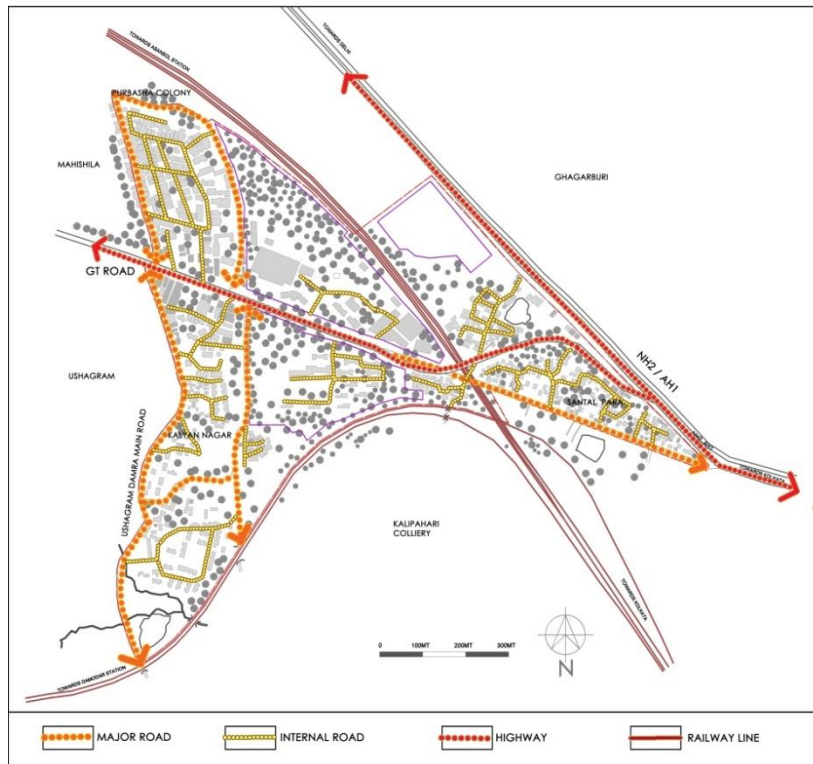 TOWARDS DELHI
TOWARDS ASANSOL STATION
PURBASHA COLONY
MAHISHILA
GHAGARBURI
GT ROAD
NH2 / AH1
USHAGRAM
SANTAL PARA
KALYAN NAGAR
USHAGRAM DAMRA MAIN ROAD
TOWARDS KOLKATA
KALIPAHARI
COLLIERY
TOWARDS KOLKATA
0 100MT 200MT 300MT
N
TOWARDS DAMODAR STATION
MAJOR ROAD
INTERNAL ROAD
HIGHWAY
RAILWAY LINE